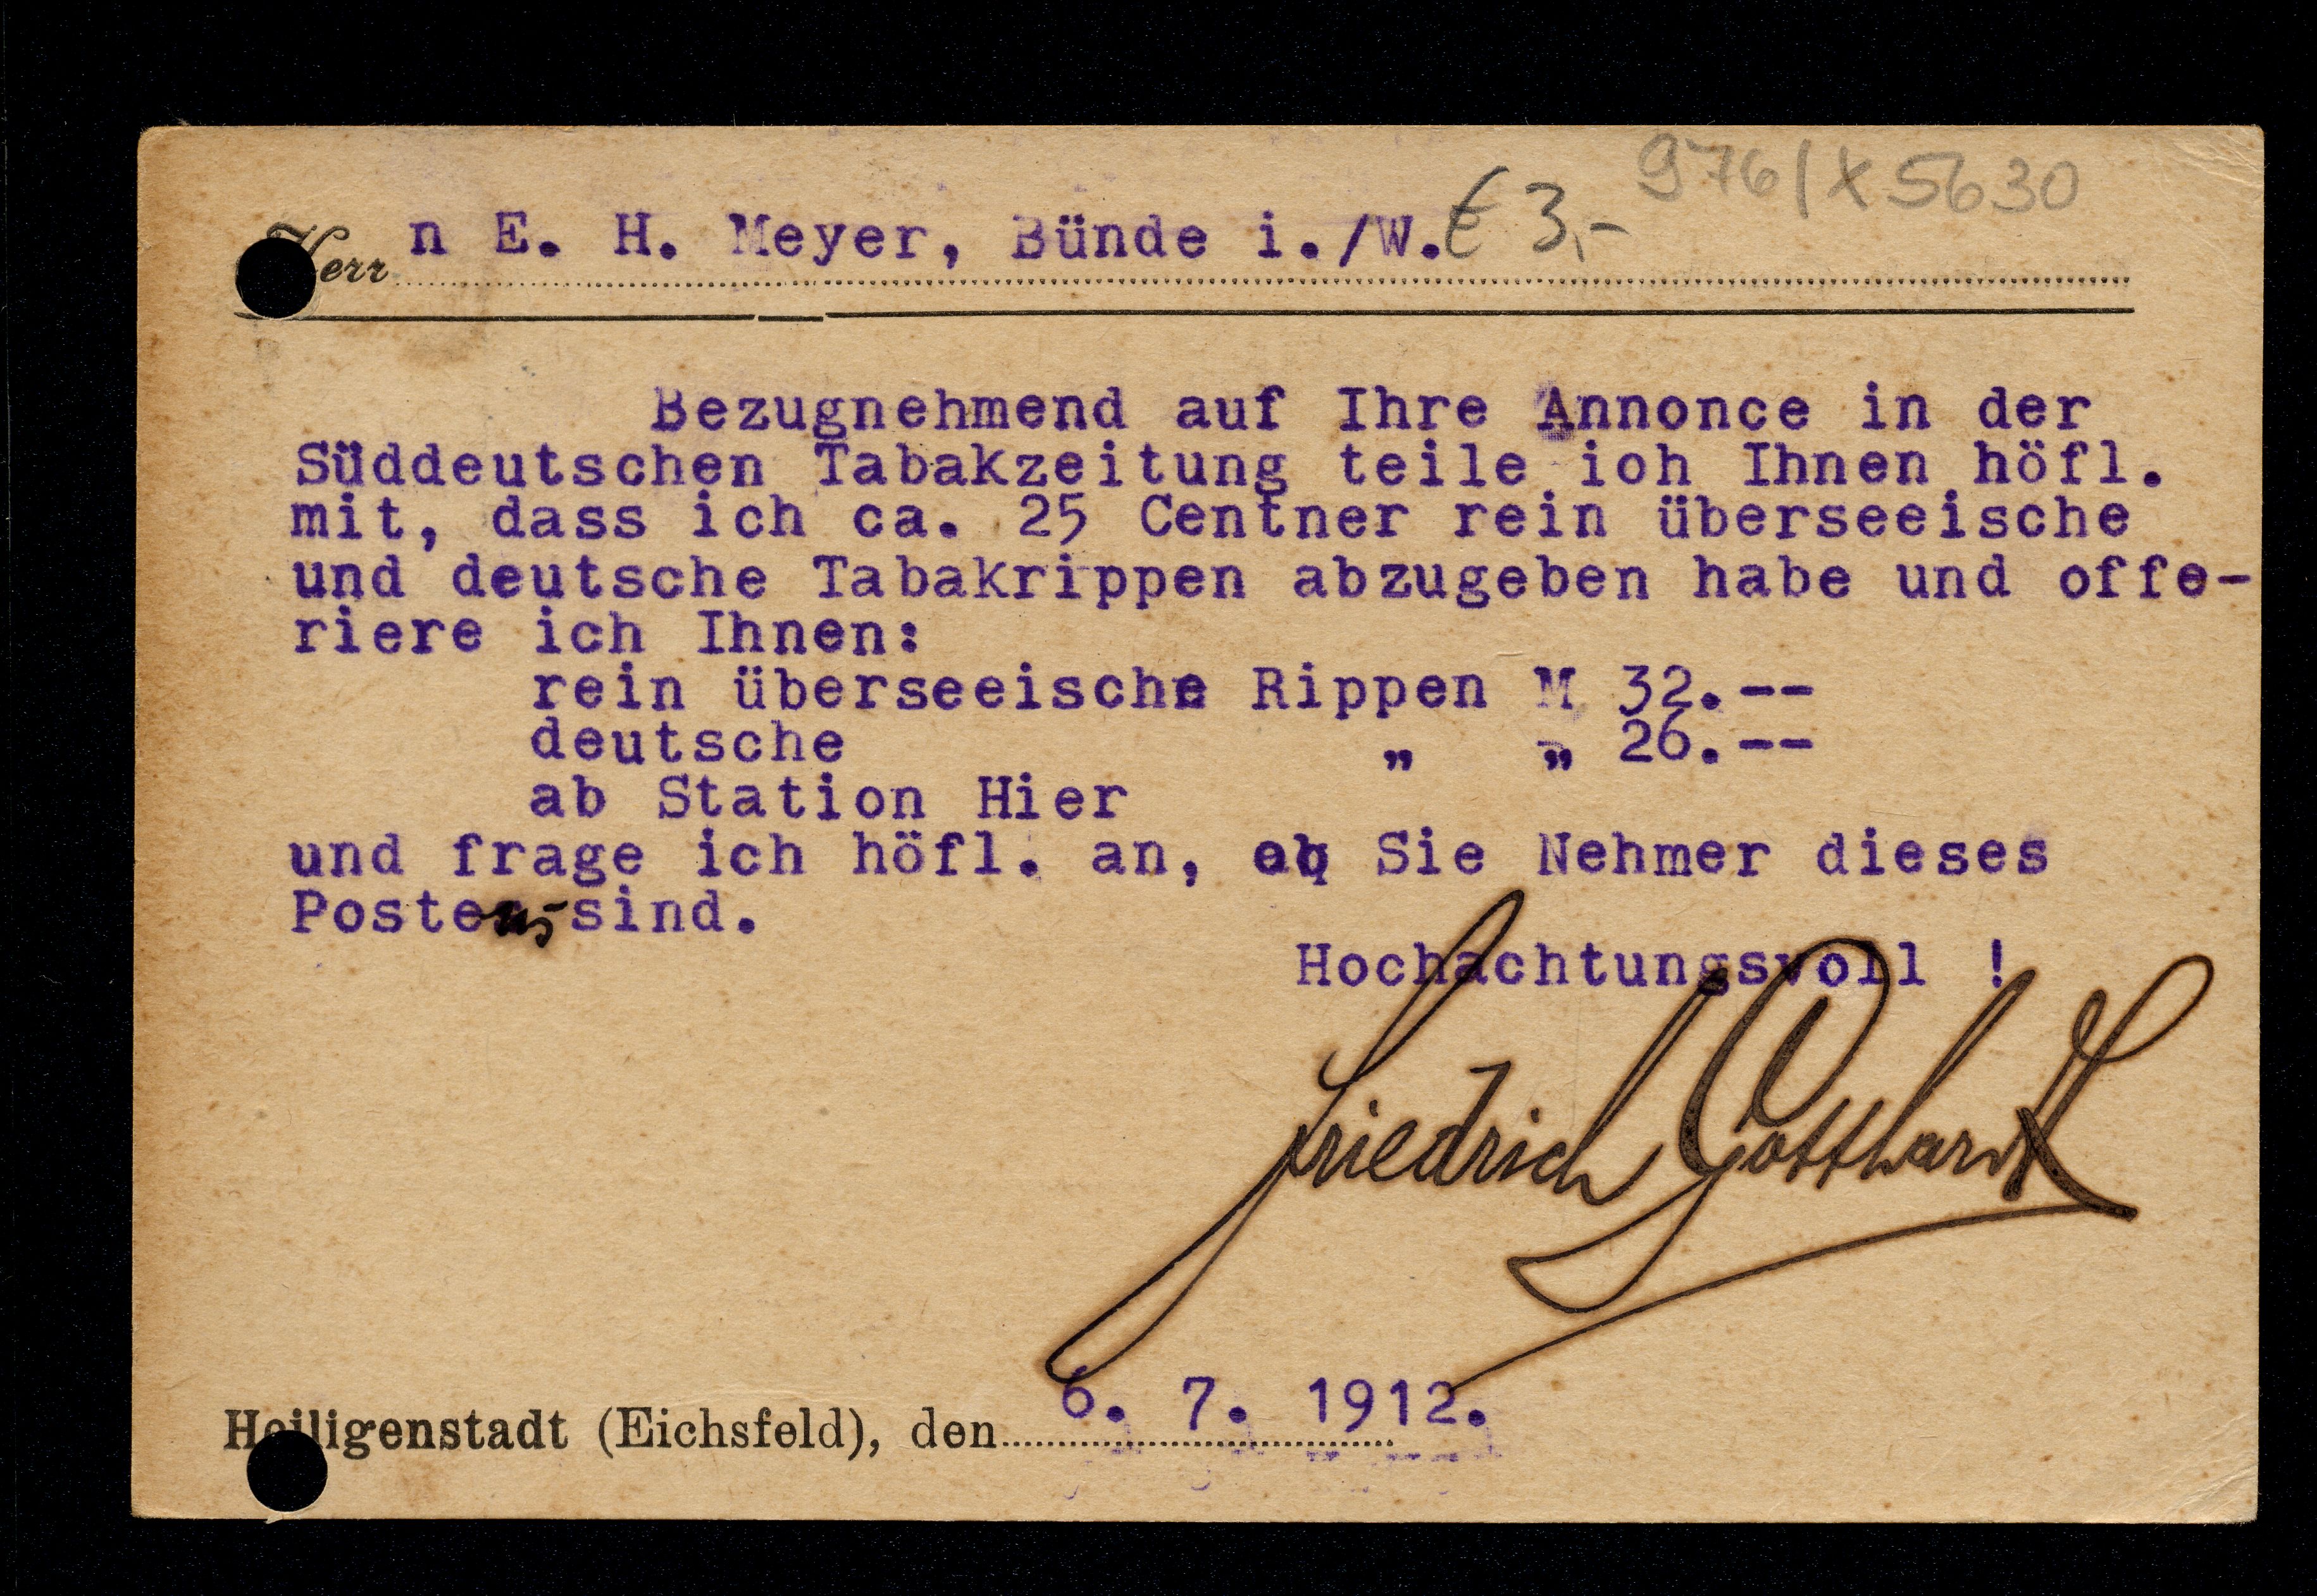 976/X5630
Herrn E. H. Meyer, Bünde i./W. € 3,-
Bezugnehmend auf Ihre Annonce in der
Süddeutschen Tabakzeitung teile ioh Ihnen höfl.
mit, dass ich ca. 25 Centner rein überseeische
und deutsche Tabakrippen abzugeben habe und offe-
riere ich Ihnen:
rein überseeische Rippen M 32.--
deutsche „ „ 26.--
ab Station Hier
und frage ich höfl. an, ob Sie Nehmer dieses
Postens sind.
Hochachtungsvoll !
Friedrich Gotthardt
Heiligenstadt (Eichsfeld), den 6. 7. 1912.